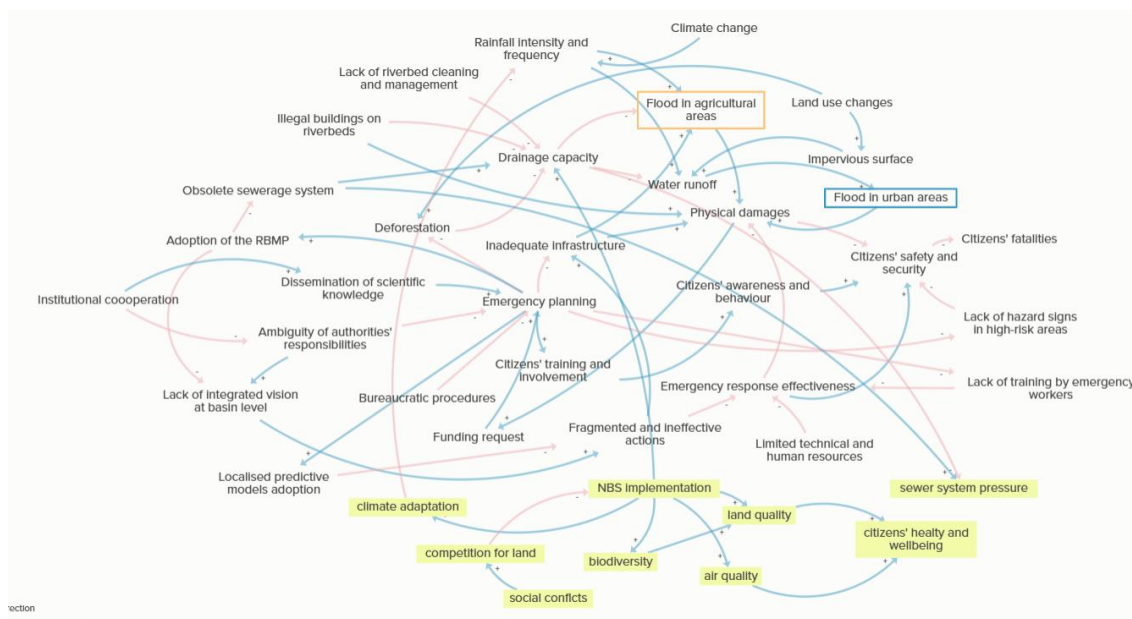 Climate change
Rainfall intensity and
frequency
Lack of riverbed cleaning
and management
Flood in agricultural
areas
Land use changes
Illegal buildings on
riverbeds
Drainage capacity
Impervious surface
Water runoff
Obsolete sewerage system
Flood in urban areas
Physical damages
Deforestation
Adoption of the RBMP
Inadequate infrastructure
Citizens' fatalities
Citizens' safety and
security
Dissemination of scientific
knowledge
Citizens' awareness and
behaviour
Institutional coooperation
Emergency planning
Lack of hazard signs
in high-risk areas
Ambiguity of authorities'
responsibilities
Citizens' training and
involvement
Emergency response effectiveness
Lack of training by emergency
workers
Lack of integrated vision
at basin level
Bureaucratic procedures
Funding request
Fragmented and ineffective
actions
Limited technical and
human resources
Localised predictive
models adoption
NBS implementation
sewer system pressure
climate adaptation
land quality
citizens' healty and
wellbeing
competition for land
biodiversity
air quality
social conficts
rection